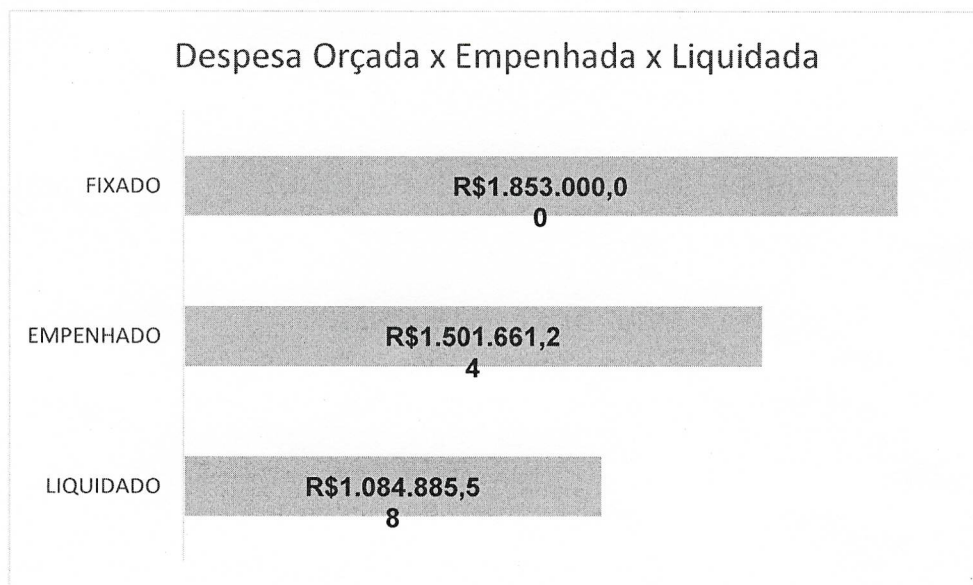 Despesa Orçada x Empenhada x Liquidada
FIXADO
R$1.853.000,0
0
EMPENHADO
R$1.501.661,2
4
LIQUIDADO
R$1.084.885,5
8